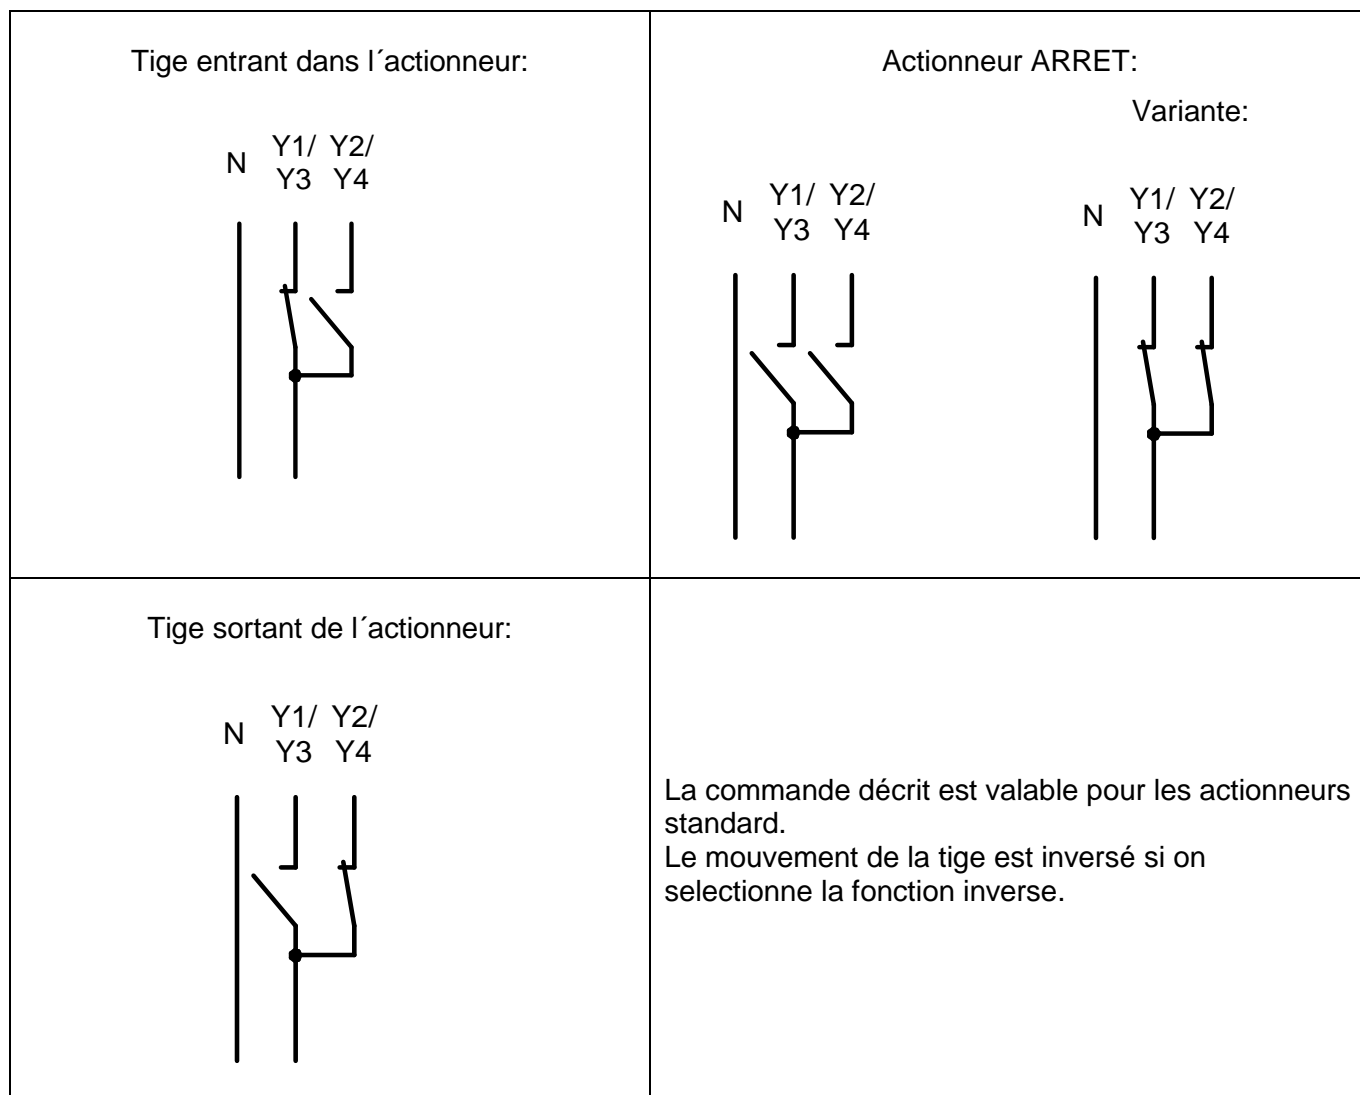 Tige entrant dans l´actionneur:
N Y1/ Y2/
Y3 Y4
Actionneur ARRET:
Variante:
N Y1/ Y2/
Y3 Y4
N Y1/ Y2/
Y3 Y4
Tige sortant de l´actionneur:
N Y1/ Y2/
Y3 Y4
La commande décrit est valable pour les actionneurs
standard.
Le mouvement de la tige est inversé si on
selectionne la fonction inverse.